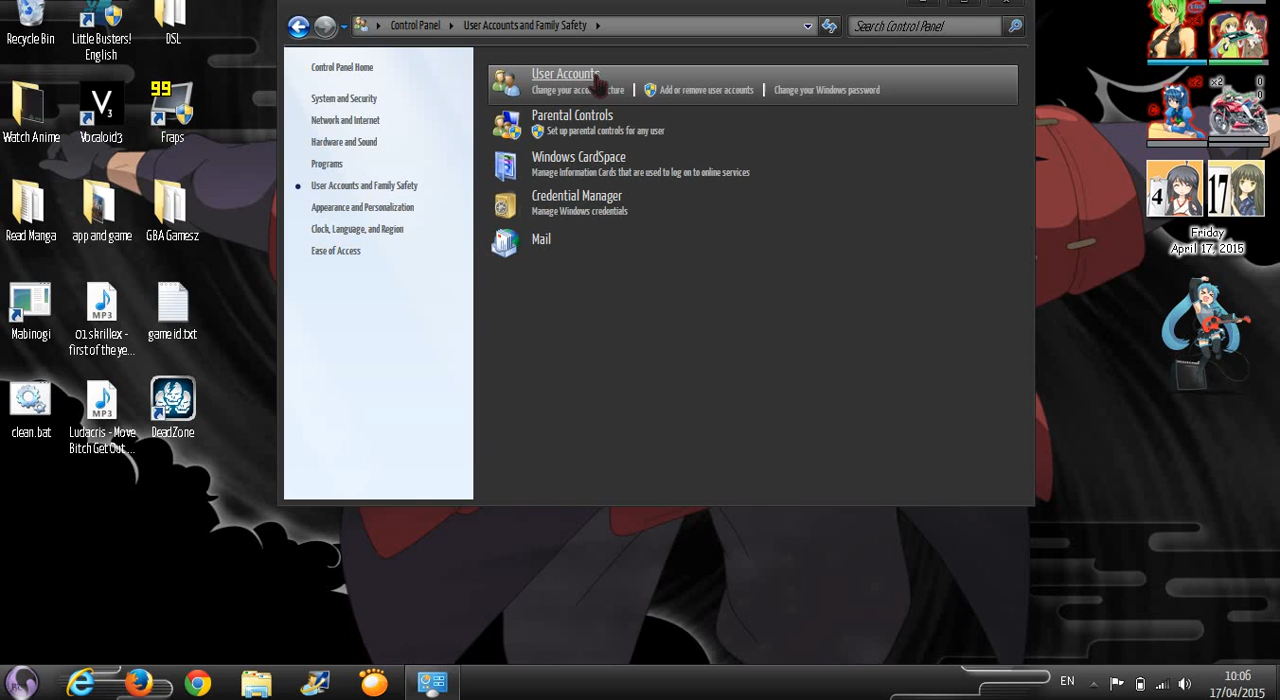 Recycle Bin
Little Busters!
English
DSL
Watch Anime
Vocaloid3
99
Fraps
Read Manga
app and game
GBA Gamesz
Mabinogi
01 skrillex -
first of the ye...
game id.txt
clean.bat
Ludacris - Move
Bitch Get Out ...
DeadZone
Control Panel
User Accounts and Family Safety
Search Control Panel
Control Panel Home
System and Security
Network and Internet
Hardware and Sound
Programs
User Accounts and Family Safety
Appearance and Personalization
Clock, Language, and Region
Ease of Access
User Accounts
Change your
Add or remove user accounts
Change your Windows password
Parental Controls
Set up parental controls for any user
Windows CardSpace
Manage Information Cards that are used to log on to online services
Credential Manager
Manage Windows credentials
Mail
x2
x2
4
17
Friday
April 17, 2015
EN
10:06
17/04/2015